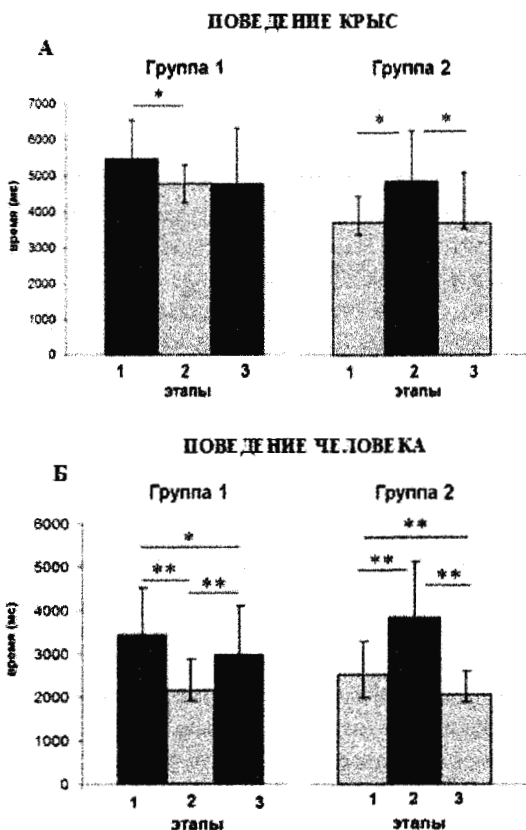 ПОВЕДЕНИЕ КРЫС
А
Группа 1 Группа 2
время (мс)
7000
6000
5000
4000
3000
2000
1000
0
* * *
1 2 3 1 2 3
этапы этапы
ПОВЕДЕНИЕ ЧЕЛОВЕКА
Б
Группа 1 Группа 2
время (мс)
6000
5000
4000
3000
2000
1000
0
* **
** ** ** **
1 2 3 1 2 3
этапы этапы